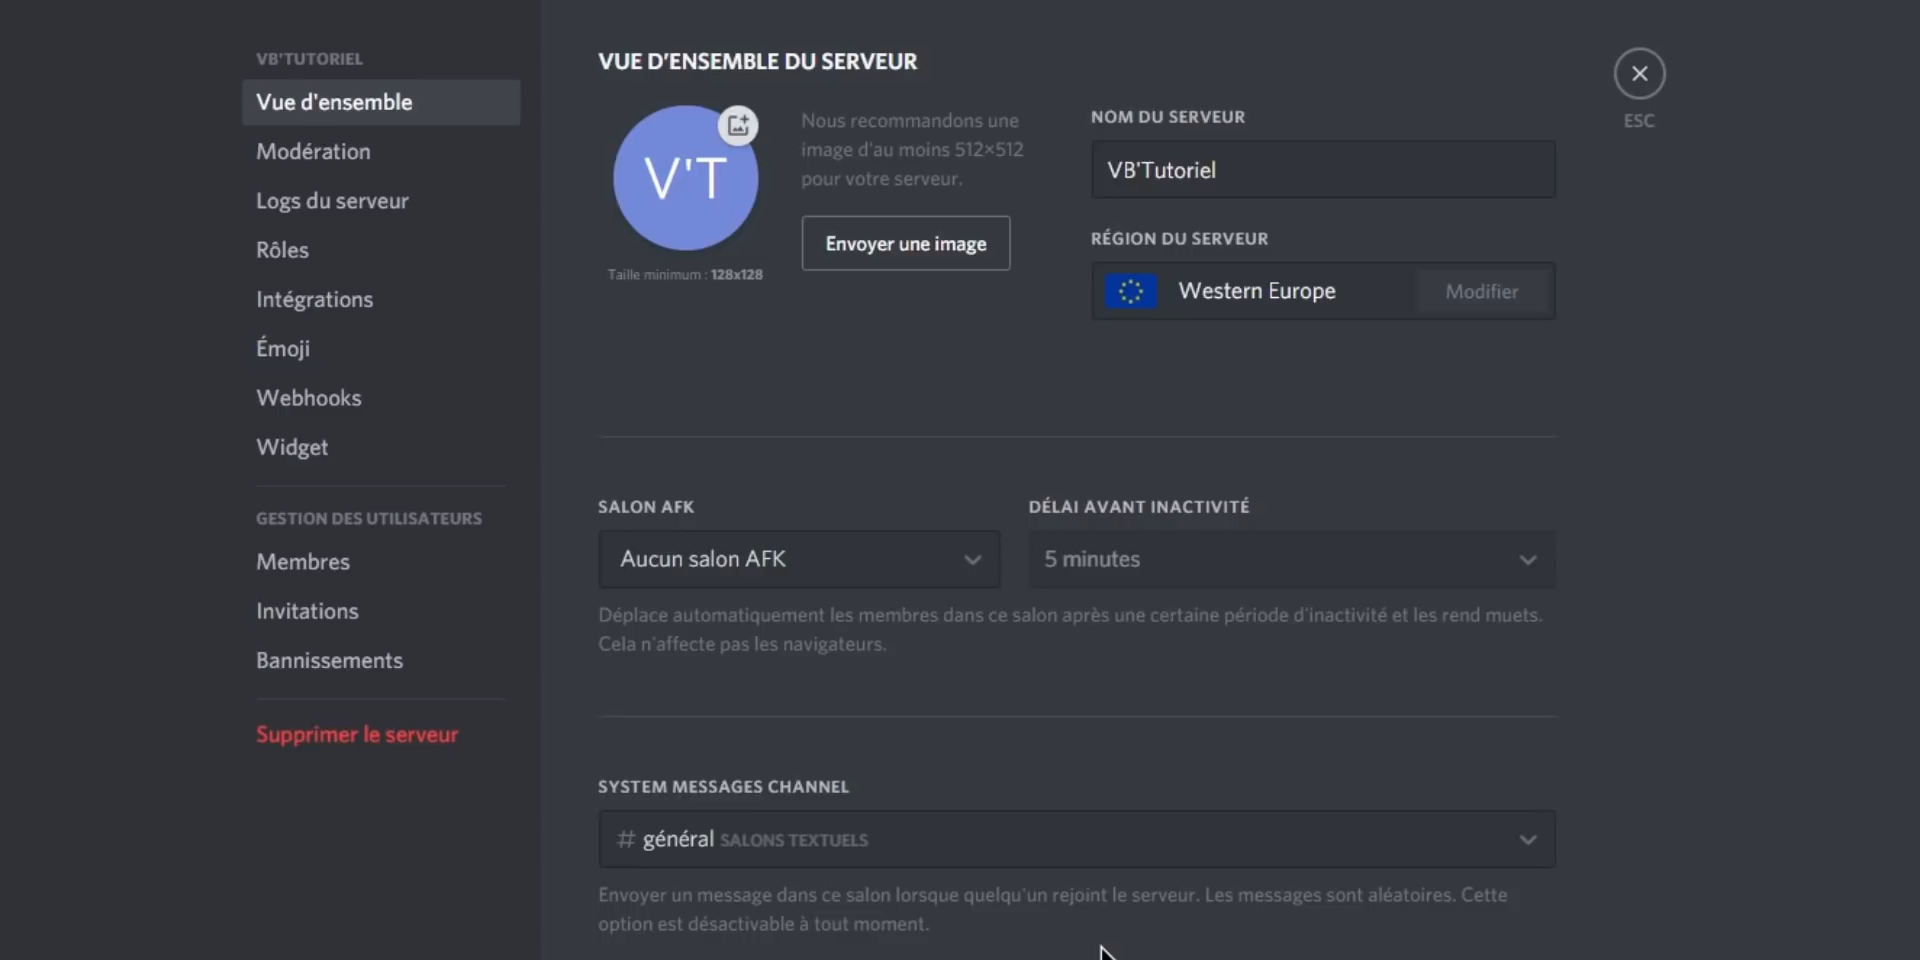 VB'TUTORIEL
Vue d'ensemble
Modération
Logs du serveur
Rôles
Intégrations
Émoji
Webhooks
Widget
GESTION DES UTILISATEURS
Membres
Invitations
Bannissements
Supprimer le serveur
VUE D'ENSEMBLE DU SERVEUR
V'T
Taille minimum : 128x128
Nous recommandons une
image d'au moins 512×512
pour votre serveur.
Envoyer une image
NOM DU SERVEUR
VB'Tutoriel
RÉGION DU SERVEUR
Western Europe
Modifier
ESC
SALON AFK
Aucun salon AFK
DÉLAI AVANT INACTIVITÉ
5 minutes
Déplace automatiquement les membres dans ce salon après une certaine période d'inactivité et les rend muets.
Cela n'affecte pas les navigateurs.
SYSTEM MESSAGES CHANNEL
# général SALONS TEXTUELS
Envoyer un message dans ce salon lorsque quelqu'un rejoint le serveur. Les messages sont aléatoires. Cette
option est désactivable à tout moment.